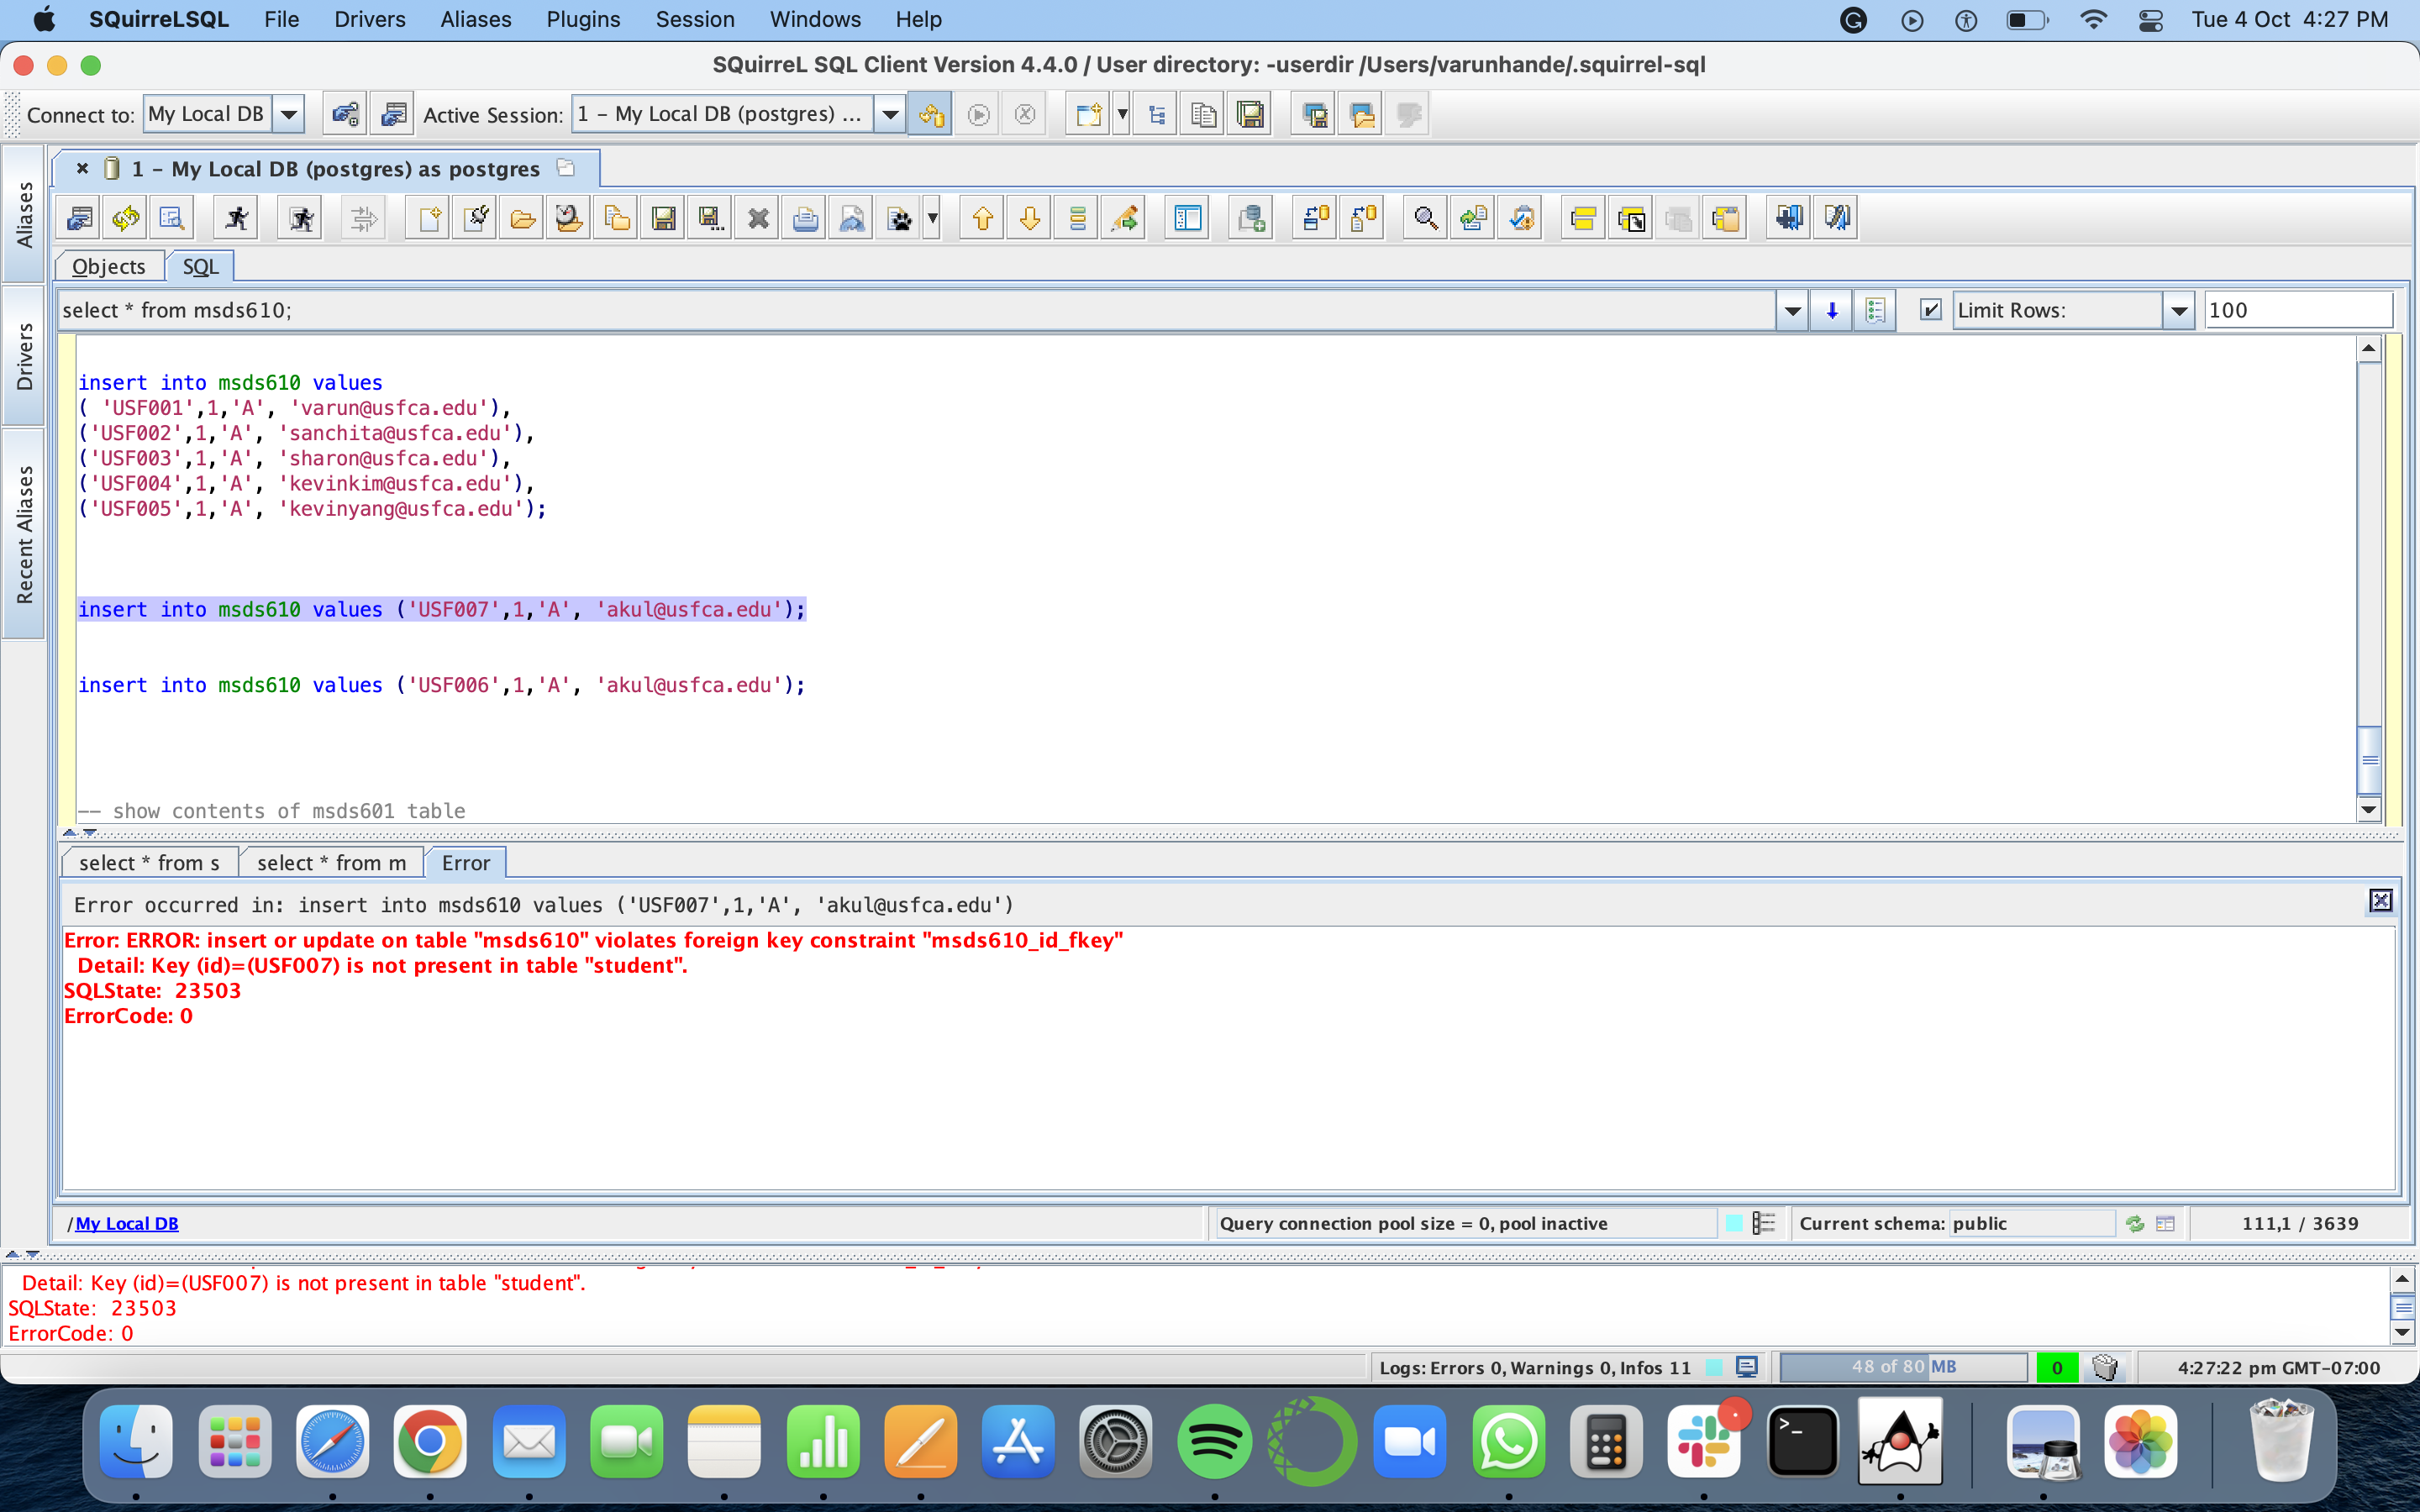 SQuirreLSQL File Drivers Aliases Plugins Session Windows Help Tue 4 Oct 4:27 PM
SQuirreL SQL Client Version 4.4.0 / User directory: -userdir /Users/varunhande/.squirrel-sql
Connect to: My Local DB Active Session: 1 – My Local DB (postgres) ...
1 – My Local DB (postgres) as postgres
Aliases
Drivers
Recent Aliases
Objects SQL
select * from msds610; Limit Rows: 100
insert into msds610 values
( 'USF001',1,'A', 'varun@usfca.edu'),
('USF002',1,'A', 'sanchita@usfca.edu'),
('USF003',1,'A', 'sharon@usfca.edu'),
('USF004',1,'A', 'kevinkim@usfca.edu'),
('USF005',1,'A', 'kevinyang@usfca.edu');
insert into msds610 values ('USF007',1,'A', 'akul@usfca.edu');
insert into msds610 values ('USF006',1,'A', 'akul@usfca.edu');
-- show contents of msds601 table
select * from s select * from m Error
Error occurred in: insert into msds610 values ('USF007',1,'A', 'akul@usfca.edu')
Error: ERROR: insert or update on table "msds610" violates foreign key constraint "msds610_id_fkey"
Detail: Key (id)=(USF007) is not present in table "student".
SQLState: 23503
ErrorCode: 0
/My Local DB Query connection pool size = 0, pool inactive Current schema: public 111,1 / 3639
Detail: Key (id)=(USF007) is not present in table "student".
SQLState: 23503
ErrorCode: 0
Logs: Errors 0, Warnings 0, Infos 11 48 of 80 MB 0 4:27:22 pm GMT-07:00